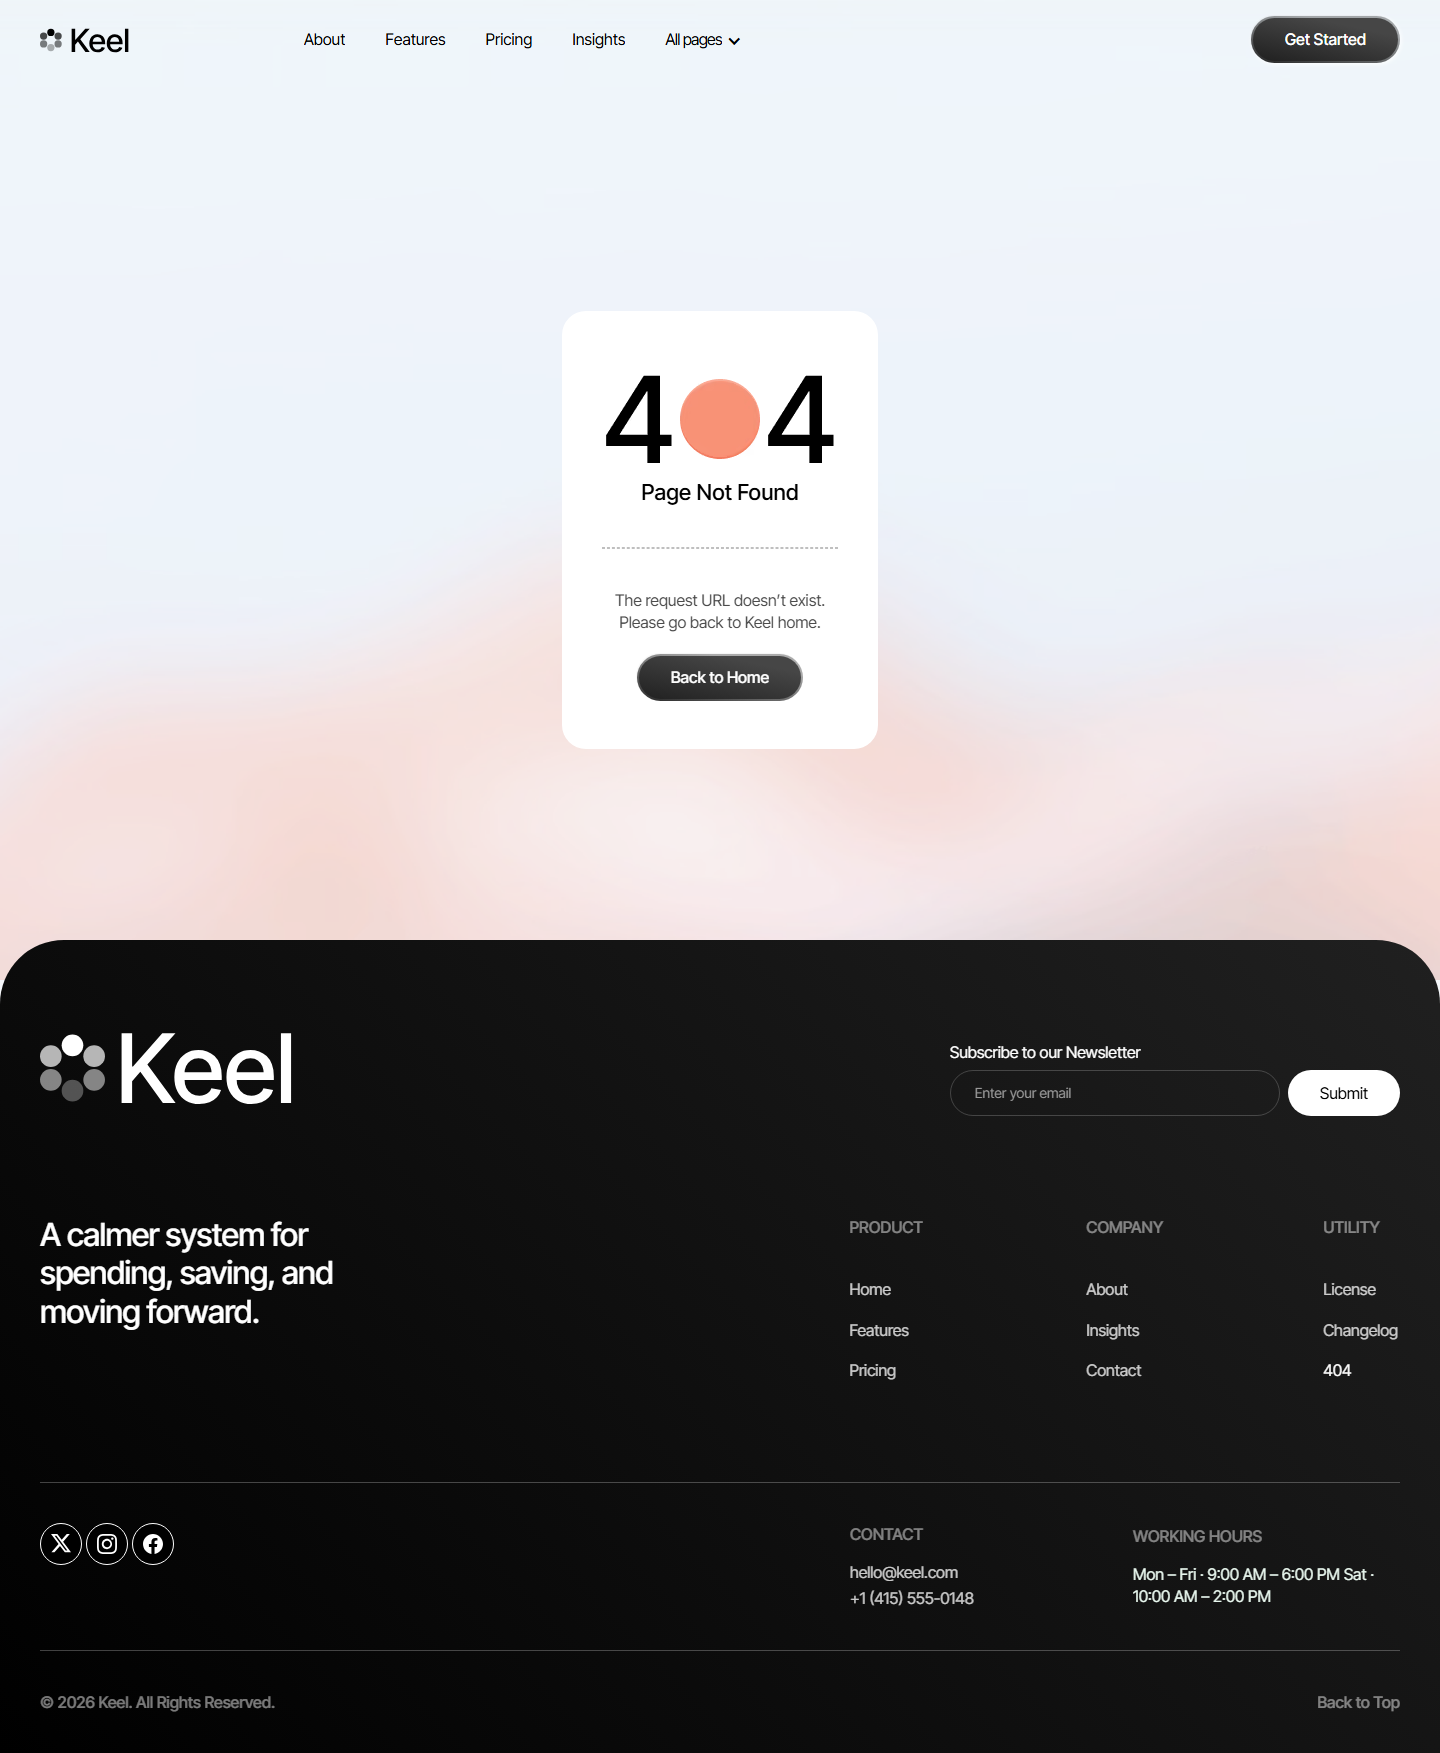 Keel
About
Features
Pricing
Insights
All pages
Get Started
4 4
Page Not Found
The request URL doesn’t exist.
Please go back to Keel home.
Back to Home
Keel
Subscribe to our Newsletter
Enter your email
Submit
A calmer system for
spending, saving, and
moving forward.
PRODUCT
Home
Features
Pricing
COMPANY
About
Insights
Contact
UTILITY
License
Changelog
404
CONTACT
hello@keel.com
+1 (415) 555-0148
WORKING HOURS
Mon – Fri · 9:00 AM – 6:00 PM Sat ·
10:00 AM – 2:00 PM
© 2026 Keel. All Rights Reserved.
Back to Top